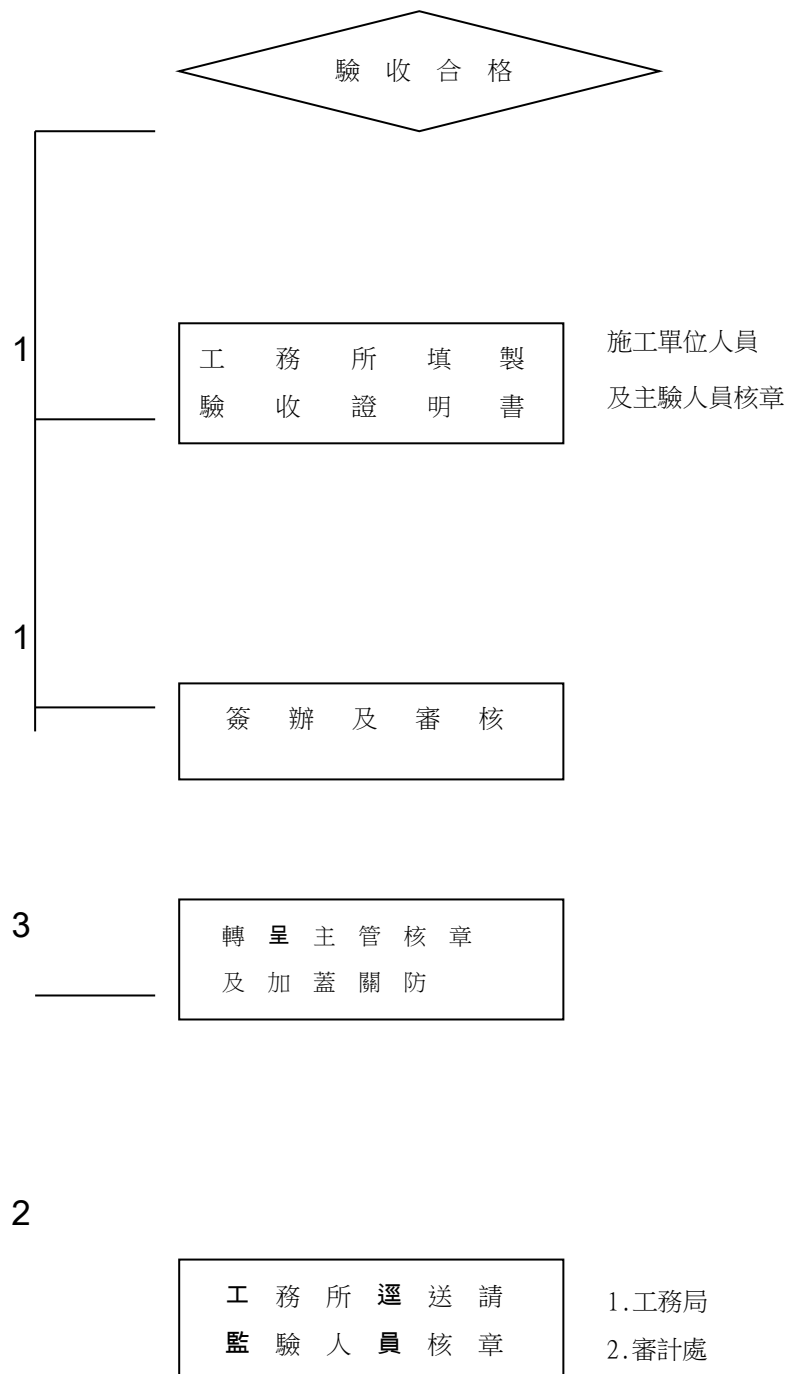 驗收合格
1
工務所填製
驗收證明書
施工單位人員
及主驗人員核章
1
簽辦及審核
3
轉呈主管核章
及加蓋關防
2
工務所逕送請
監驗人員核章
1.工務局
2.審計處